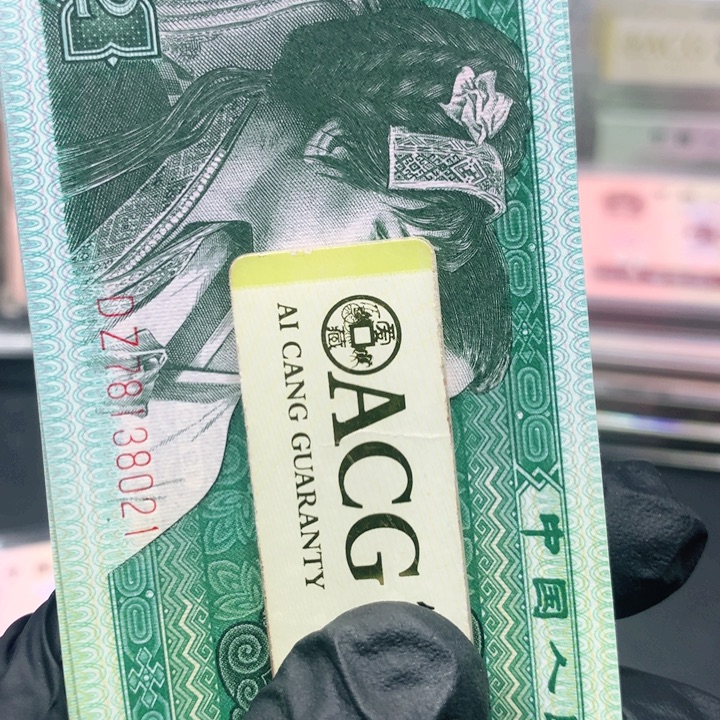 DZ78138021
ACG
AI CANG GUARANTY
中国人